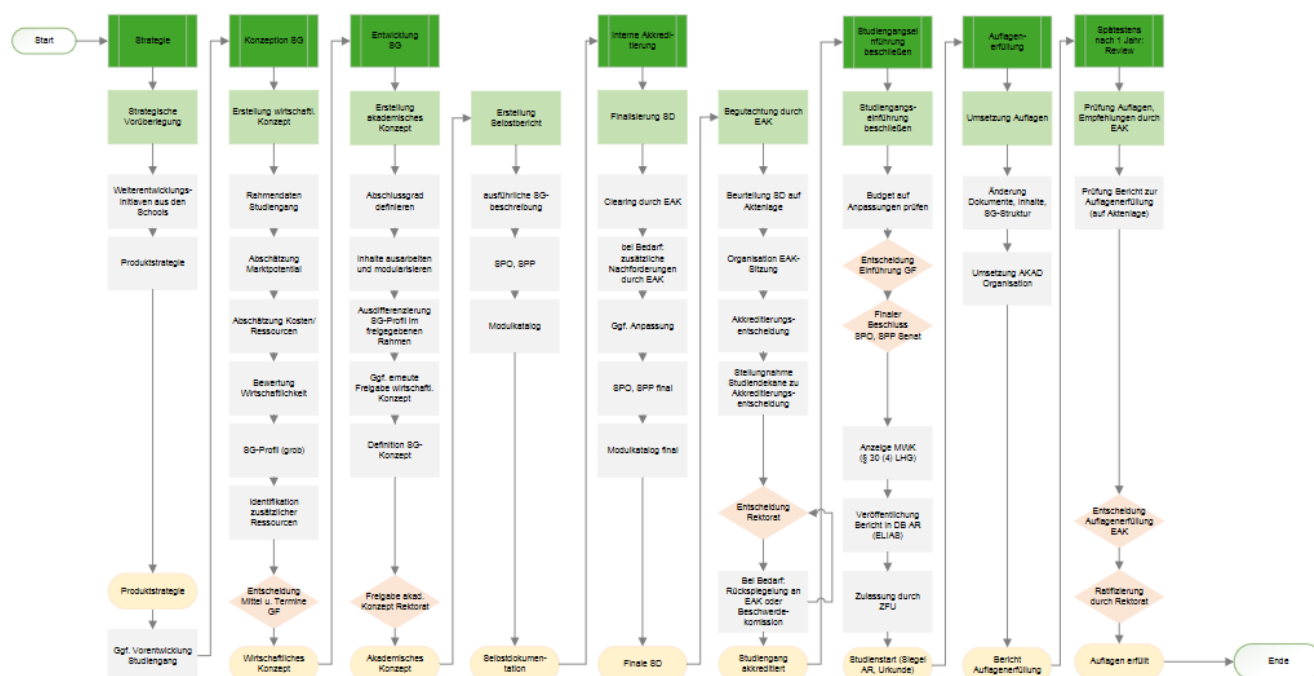 Start
Strategie
Strategische
Vorüberlegung
Weiterentwicklungs-
initiaven aus den
Schools
Produktstrategie
Produktstrategie
Ggf. Vorentwicklung
Studiengang
Konzeption SG
Erstellung wirtschaftl.
Konzept
Rahmendaten
Studiengang
Abschätzung
Marktpotential
Abschätzung Kosten/
Ressourcen
Bewertung
Wirtschaftlichkeit
SG-Profil (grob)
Identifikation
zusätzlicher
Ressourcen
Entscheidung
Mittel u. Termine
GF
Wirtschaftliches
Konzept
Entwicklung
SG
Erstellung
akademisches
Konzept
Abschlussgrad
definieren
Inhalte ausarbeiten
und modularisieren
Ausdifferenzierung
SG-Profil im
freigegebenen
Rahmen
Ggf. erneute
Freigabe wirtschaftl.
Konzept
Definition SG-
Konzept
Freigabe akad.
Konzept Rektorat
Akademisches
Konzept
Erstellung
Selbstbericht
ausführliche SG-
beschreibung
SPO, SPP
Modulkatalog
Selbstdokumen-
tation
Interne Akkredi-
tierung
Finalisierung SD
Clearing durch EAK
bei Bedarf:
zusätzliche
Nachforderungen
durch EAK
Ggf. Anpassung
SPO, SPP final
Modulkatalog final
Finale SD
Begutachtung durch
EAK
Beurteilung SD auf
Aktenlage
Organisation EAK-
Sitzung
Akkreditierungs-
entscheidung
Stellungnahme
Studiendekane zu
Akkreditierungs-
entscheidung
Entscheidung
Rektorat
Bei Bedarf:
Rückspiegelung an
EAK oder
Beschwerde-
komission
Studiengang
akkreditiert
Studiengangsei
nführung
beschließen
Studiengangs-
einführung
beschließen
Budget auf
Anpassungen prüfen
Entscheidung
Einführung GF
Finaler
Beschluss
SPO, SPP Senat
Anzeige MWK
(§ 30 (4) LHG)
Veröffentlichung
Bericht in DB AR
(ELIAS)
Zulassung durch
ZFU
Studienstart (Siegel
AR, Urkunde)
Auflagen-
erfüllung
Umsetzung Auflagen
Änderung
Dokumente, Inhalte,
SG-Struktur
Umsetzung AKAD
Organisation
Bericht
Auflagenerfüllung
Spätestens
nach 1 Jahr:
Review
Prüfung Auflagen,
Empfehlungen durch
EAK
Prüfung Bericht zur
Auflagenerfüllung
(auf Aktenlage)
Entscheidung
Auflagenerfüllung
EAK
Ratifizierung
durch Rektorat
Auflagen erfüllt
Ende